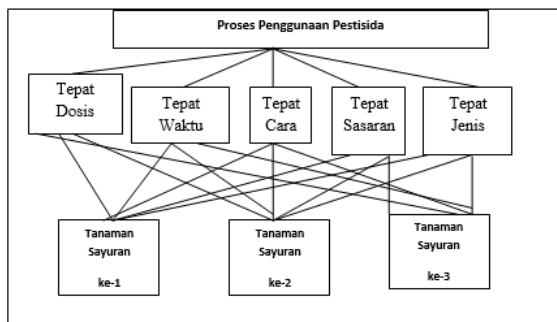 Proses Penggunaan Pestisida
Tepat
Dosis
Tepat
Waktu
Tepat
Cara
Tepat
Sasaran
Tepat
Jenis
Tanaman
Sayuran
ke-1
Tanaman
Sayuran
ke-2
Tanaman
Sayuran
ke-3